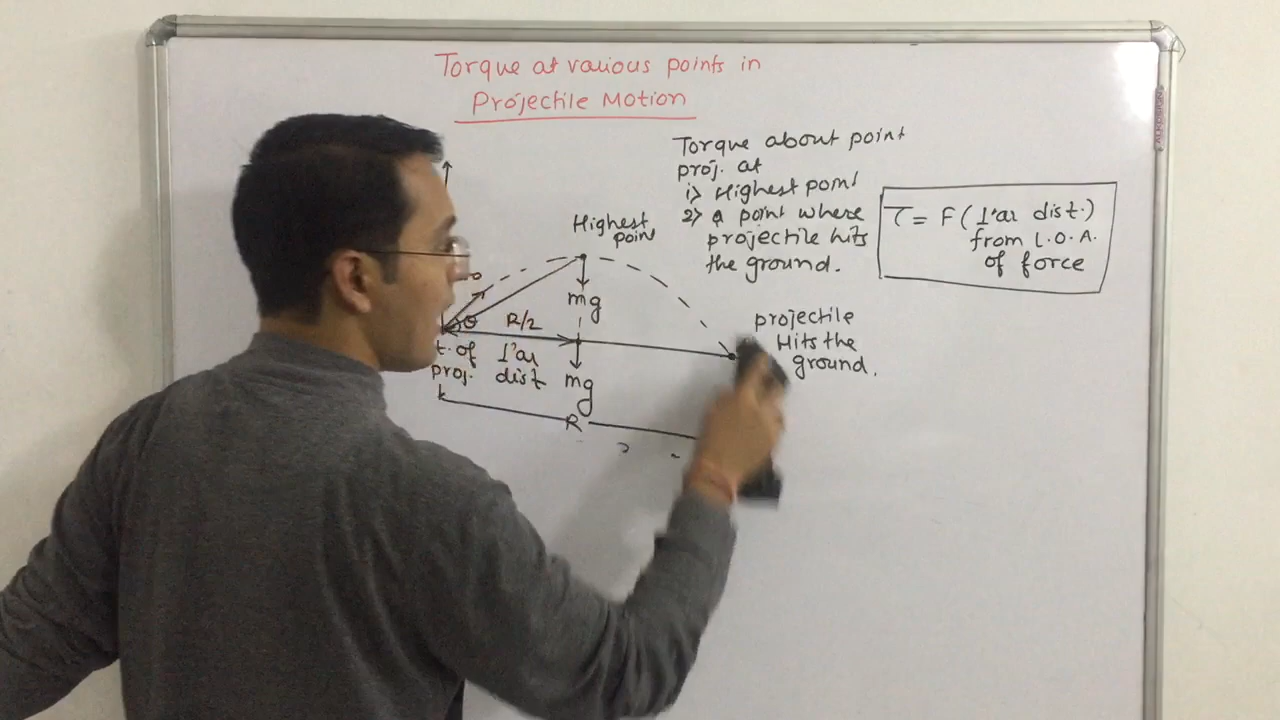 Torque at various points in
Projectile Motion
Torque about point
proj. at
1) Highest point
2) a point where
projectile hits
the ground.
τ = F (⊥'ar dist.)
from L.O.A.
of force
Highest
point
mg
θ
R/2
t. of
proj.
⊥'ar
dist
mg
R
projectile
Hits the
ground.